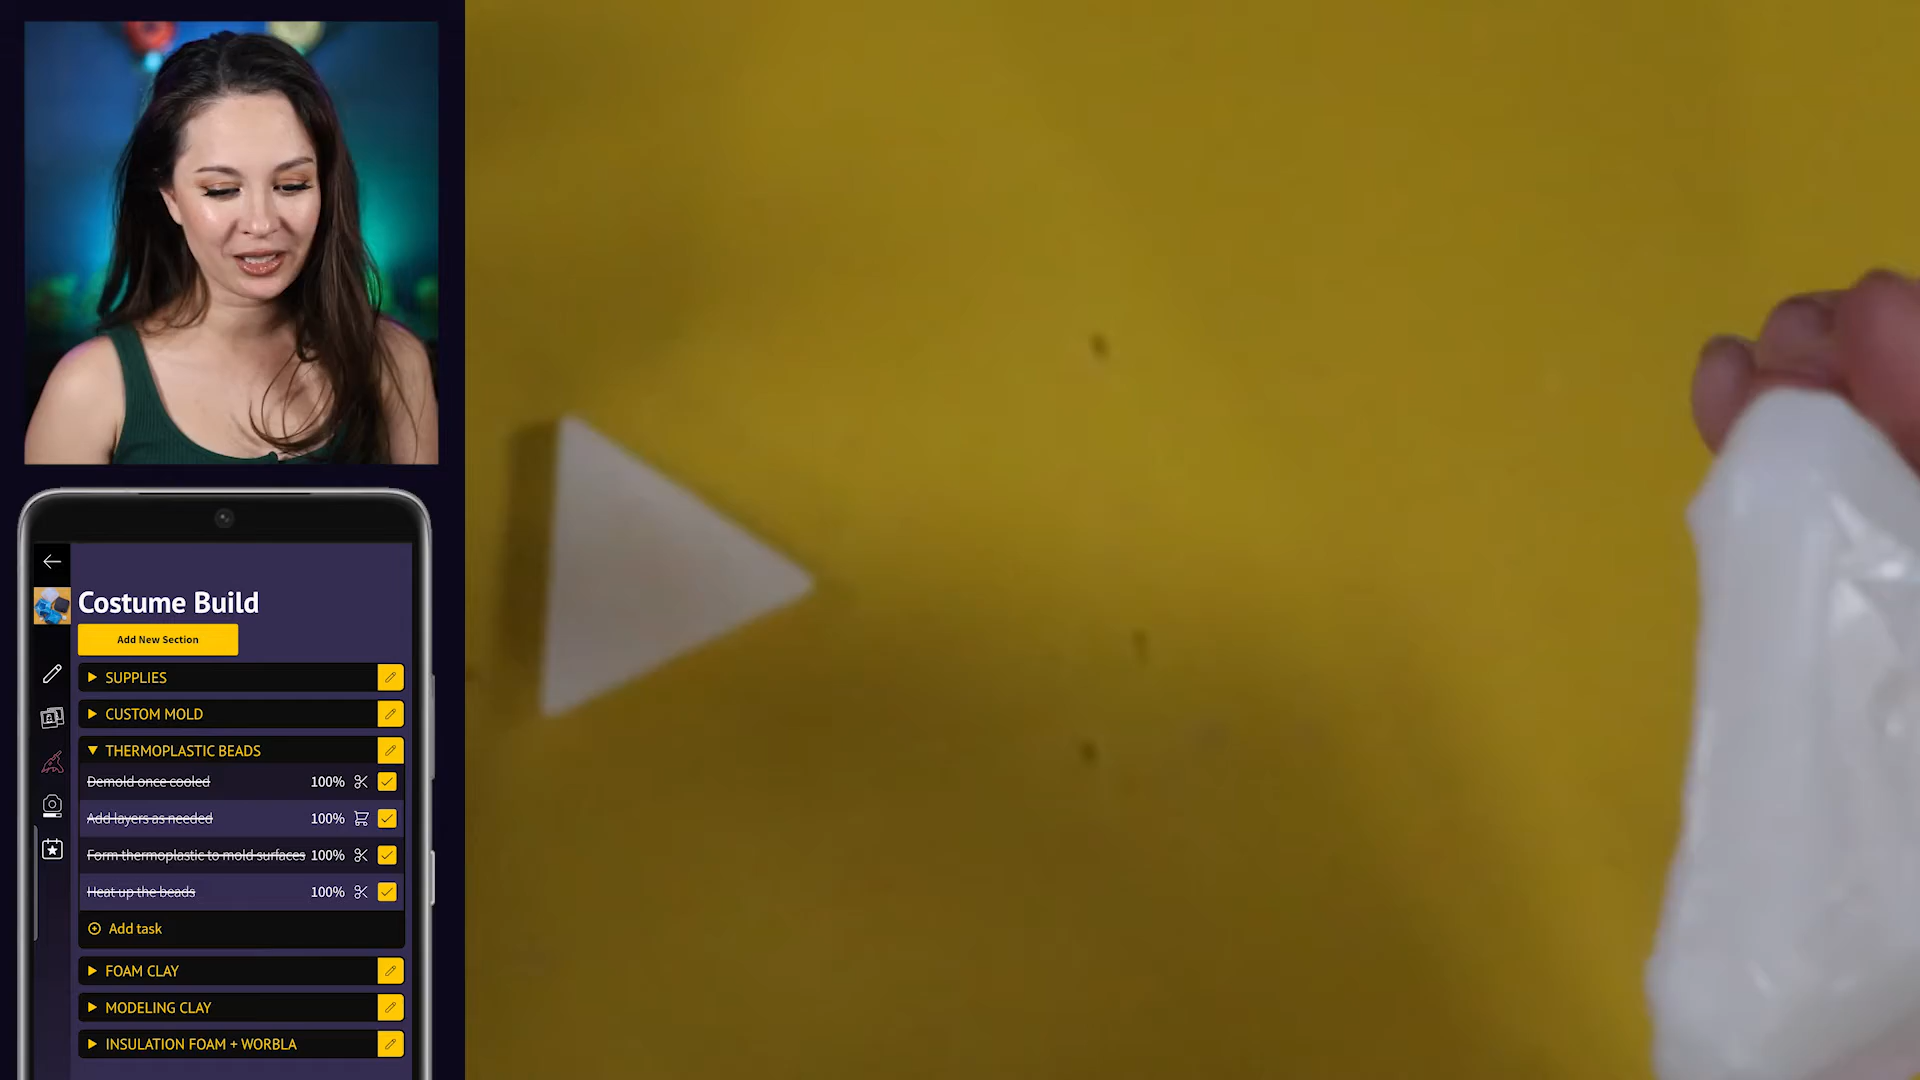 Costume Build
Add New Section
SUPPLIES
CUSTOM MOLD
THERMOPLASTIC BEADS
Demold once cooled 100%
Add layers as needed 100%
Form thermoplastic to mold surfaces 100%
Heat up the beads 100%
Add task
FOAM CLAY
MODELING CLAY
INSULATION FOAM + WORBLA